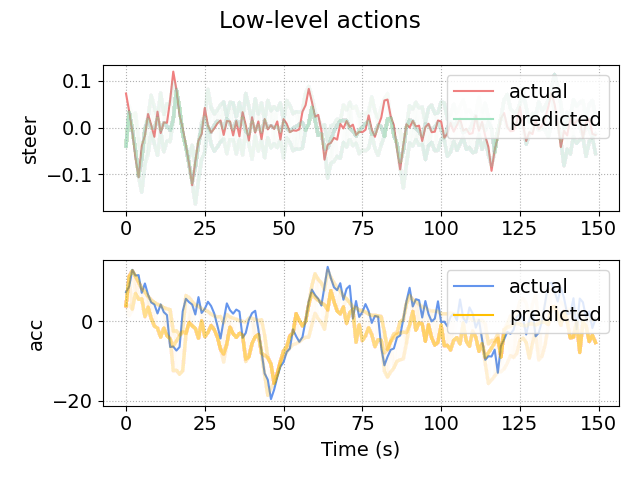 Low-level actions
0.1
0.0
−0.1
steer
actual
predicted
0 25 50 75 100 125 150
0
−20
acc
actual
predicted
0 25 50 75 100 125 150
Time (s)